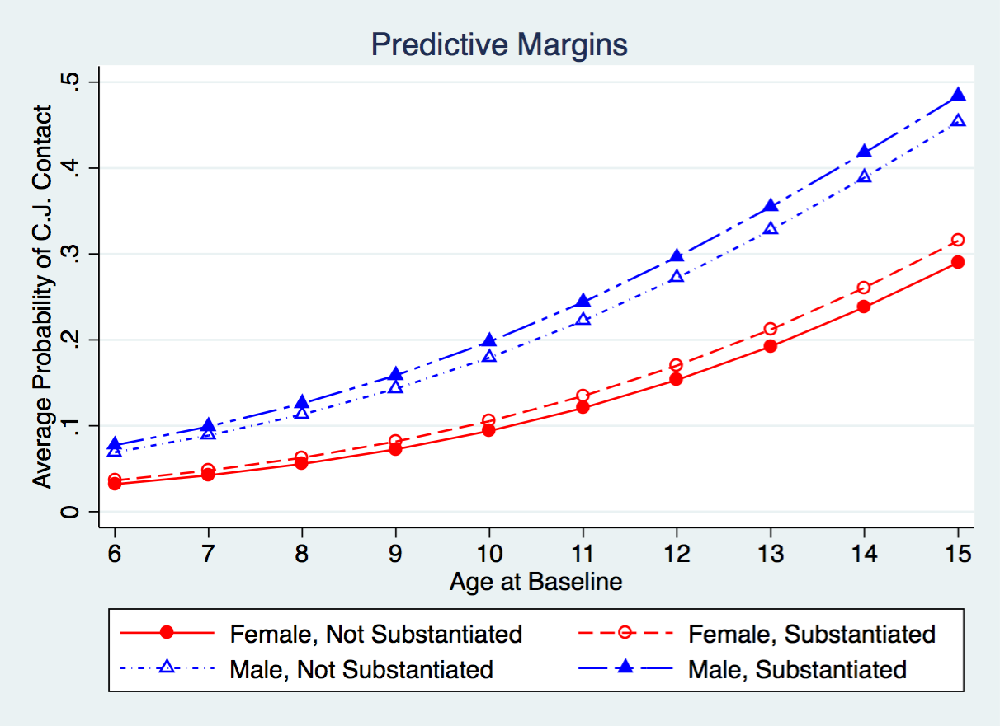 Predictive Margins
Average Probability of C.J. Contact
.5
.4
.3
.2
.1
0
6 7 8 9 10 11 12 13 14 15
Age at Baseline
Female, Not Substantiated Female, Substantiated
Male, Not Substantiated Male, Substantiated